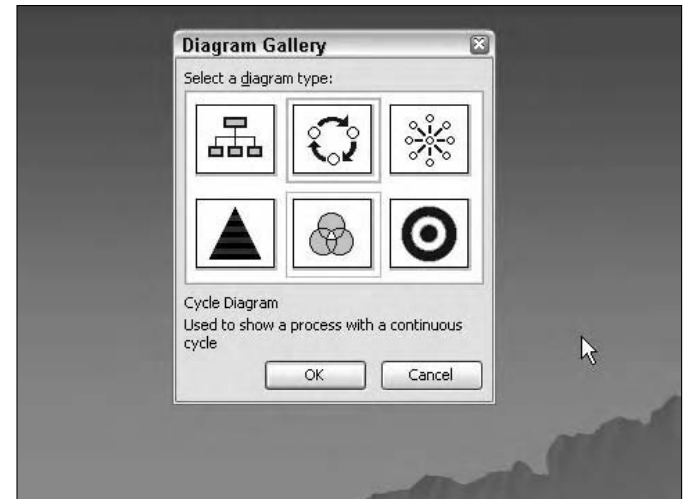 Diagram Gallery
Select a diagram type:
Cycle Diagram
Used to show a process with a continuous
cycle
OK
Cancel